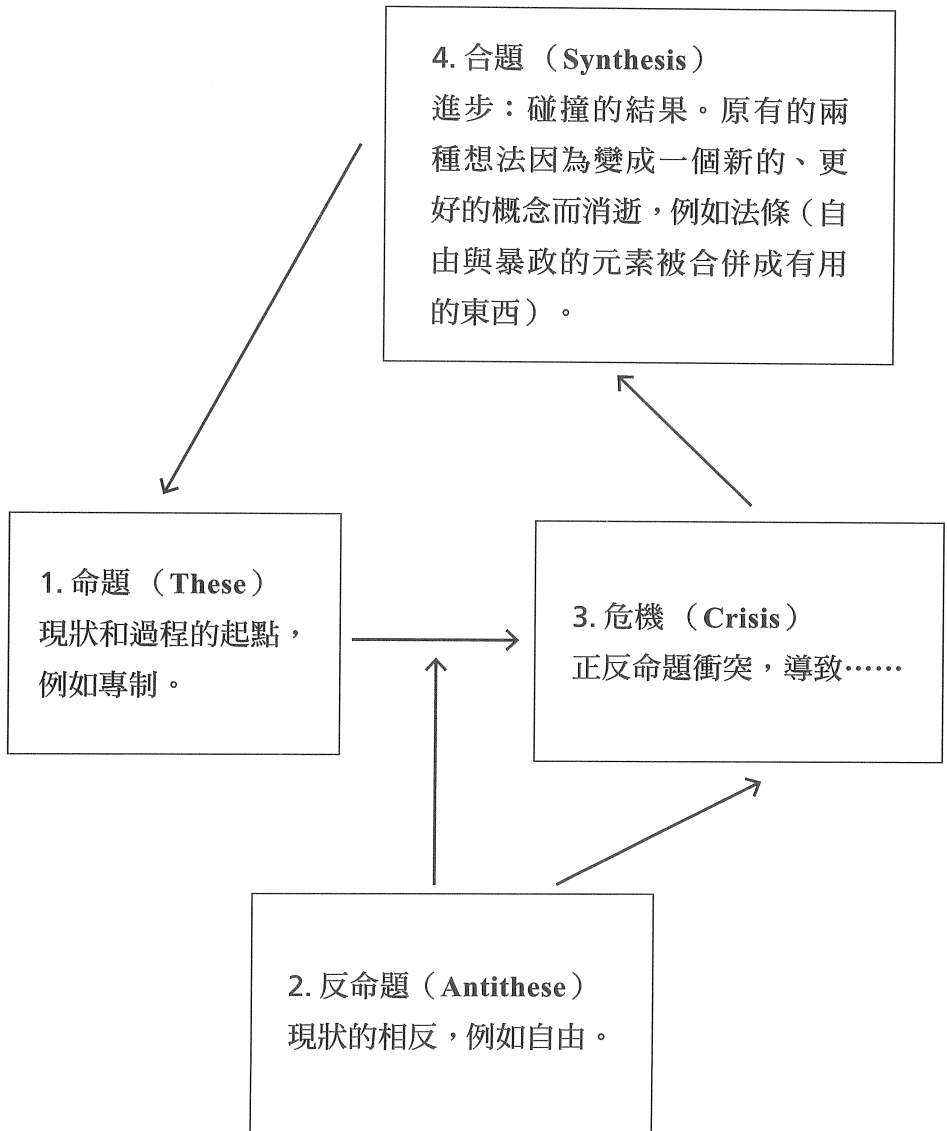 4. 合題（Synthesis）
進步：碰撞的結果。原有的兩
種想法因為變成一個新的、更
好的概念而消逝，例如法條（自
由與暴政的元素被合併成有用
的東西）。
1. 命題（These）
現狀和過程的起點，
例如專制。
3. 危機（Crisis）
正反命題衝突，導致……
2. 反命題（Antithese）
現狀的相反，例如自由。